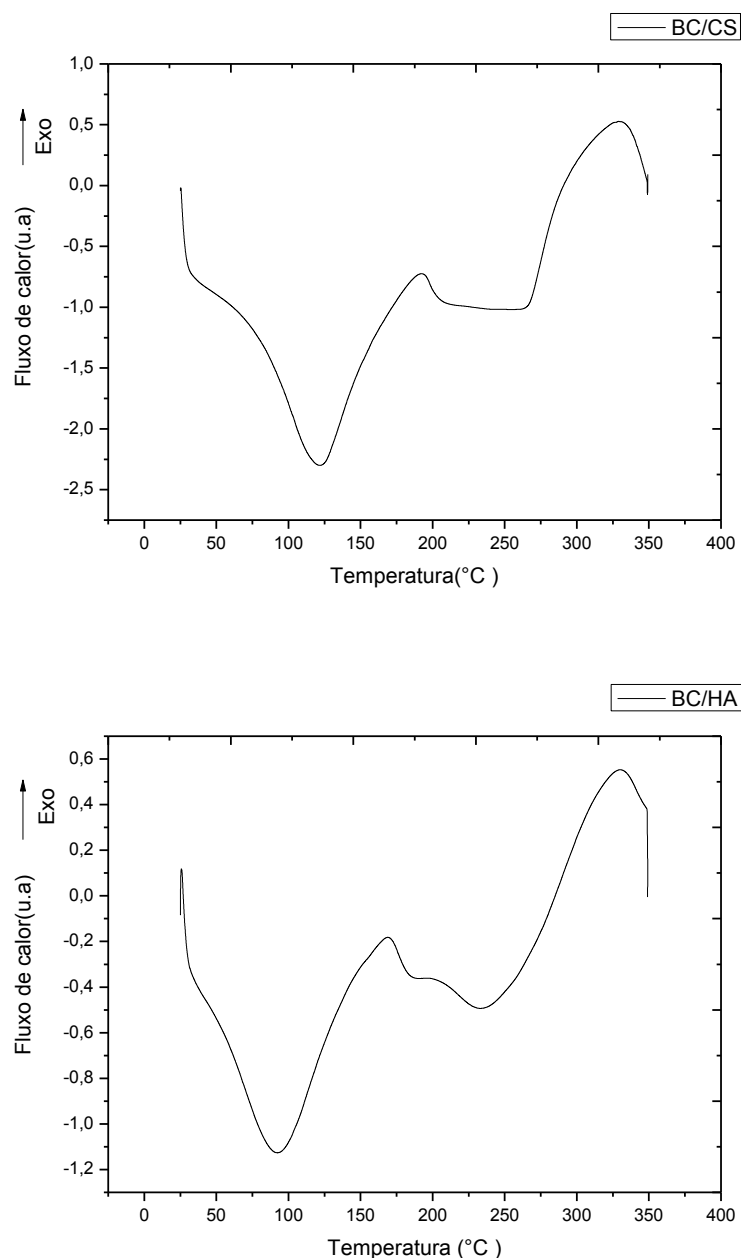 BC/CS
1,0
0,5
0,0
-0,5
-1,0
-1,5
-2,0
-2,5
Exo
Fluxo de calor(u.a)
0 50 100 150 200 250 300 350 400
Temperatura(°C )
BC/HA
0,6
0,4
0,2
0,0
-0,2
-0,4
-0,6
-0,8
-1,0
-1,2
Exo
Fluxo de calor(u.a)
0 50 100 150 200 250 300 350 400
Temperatura (°C )